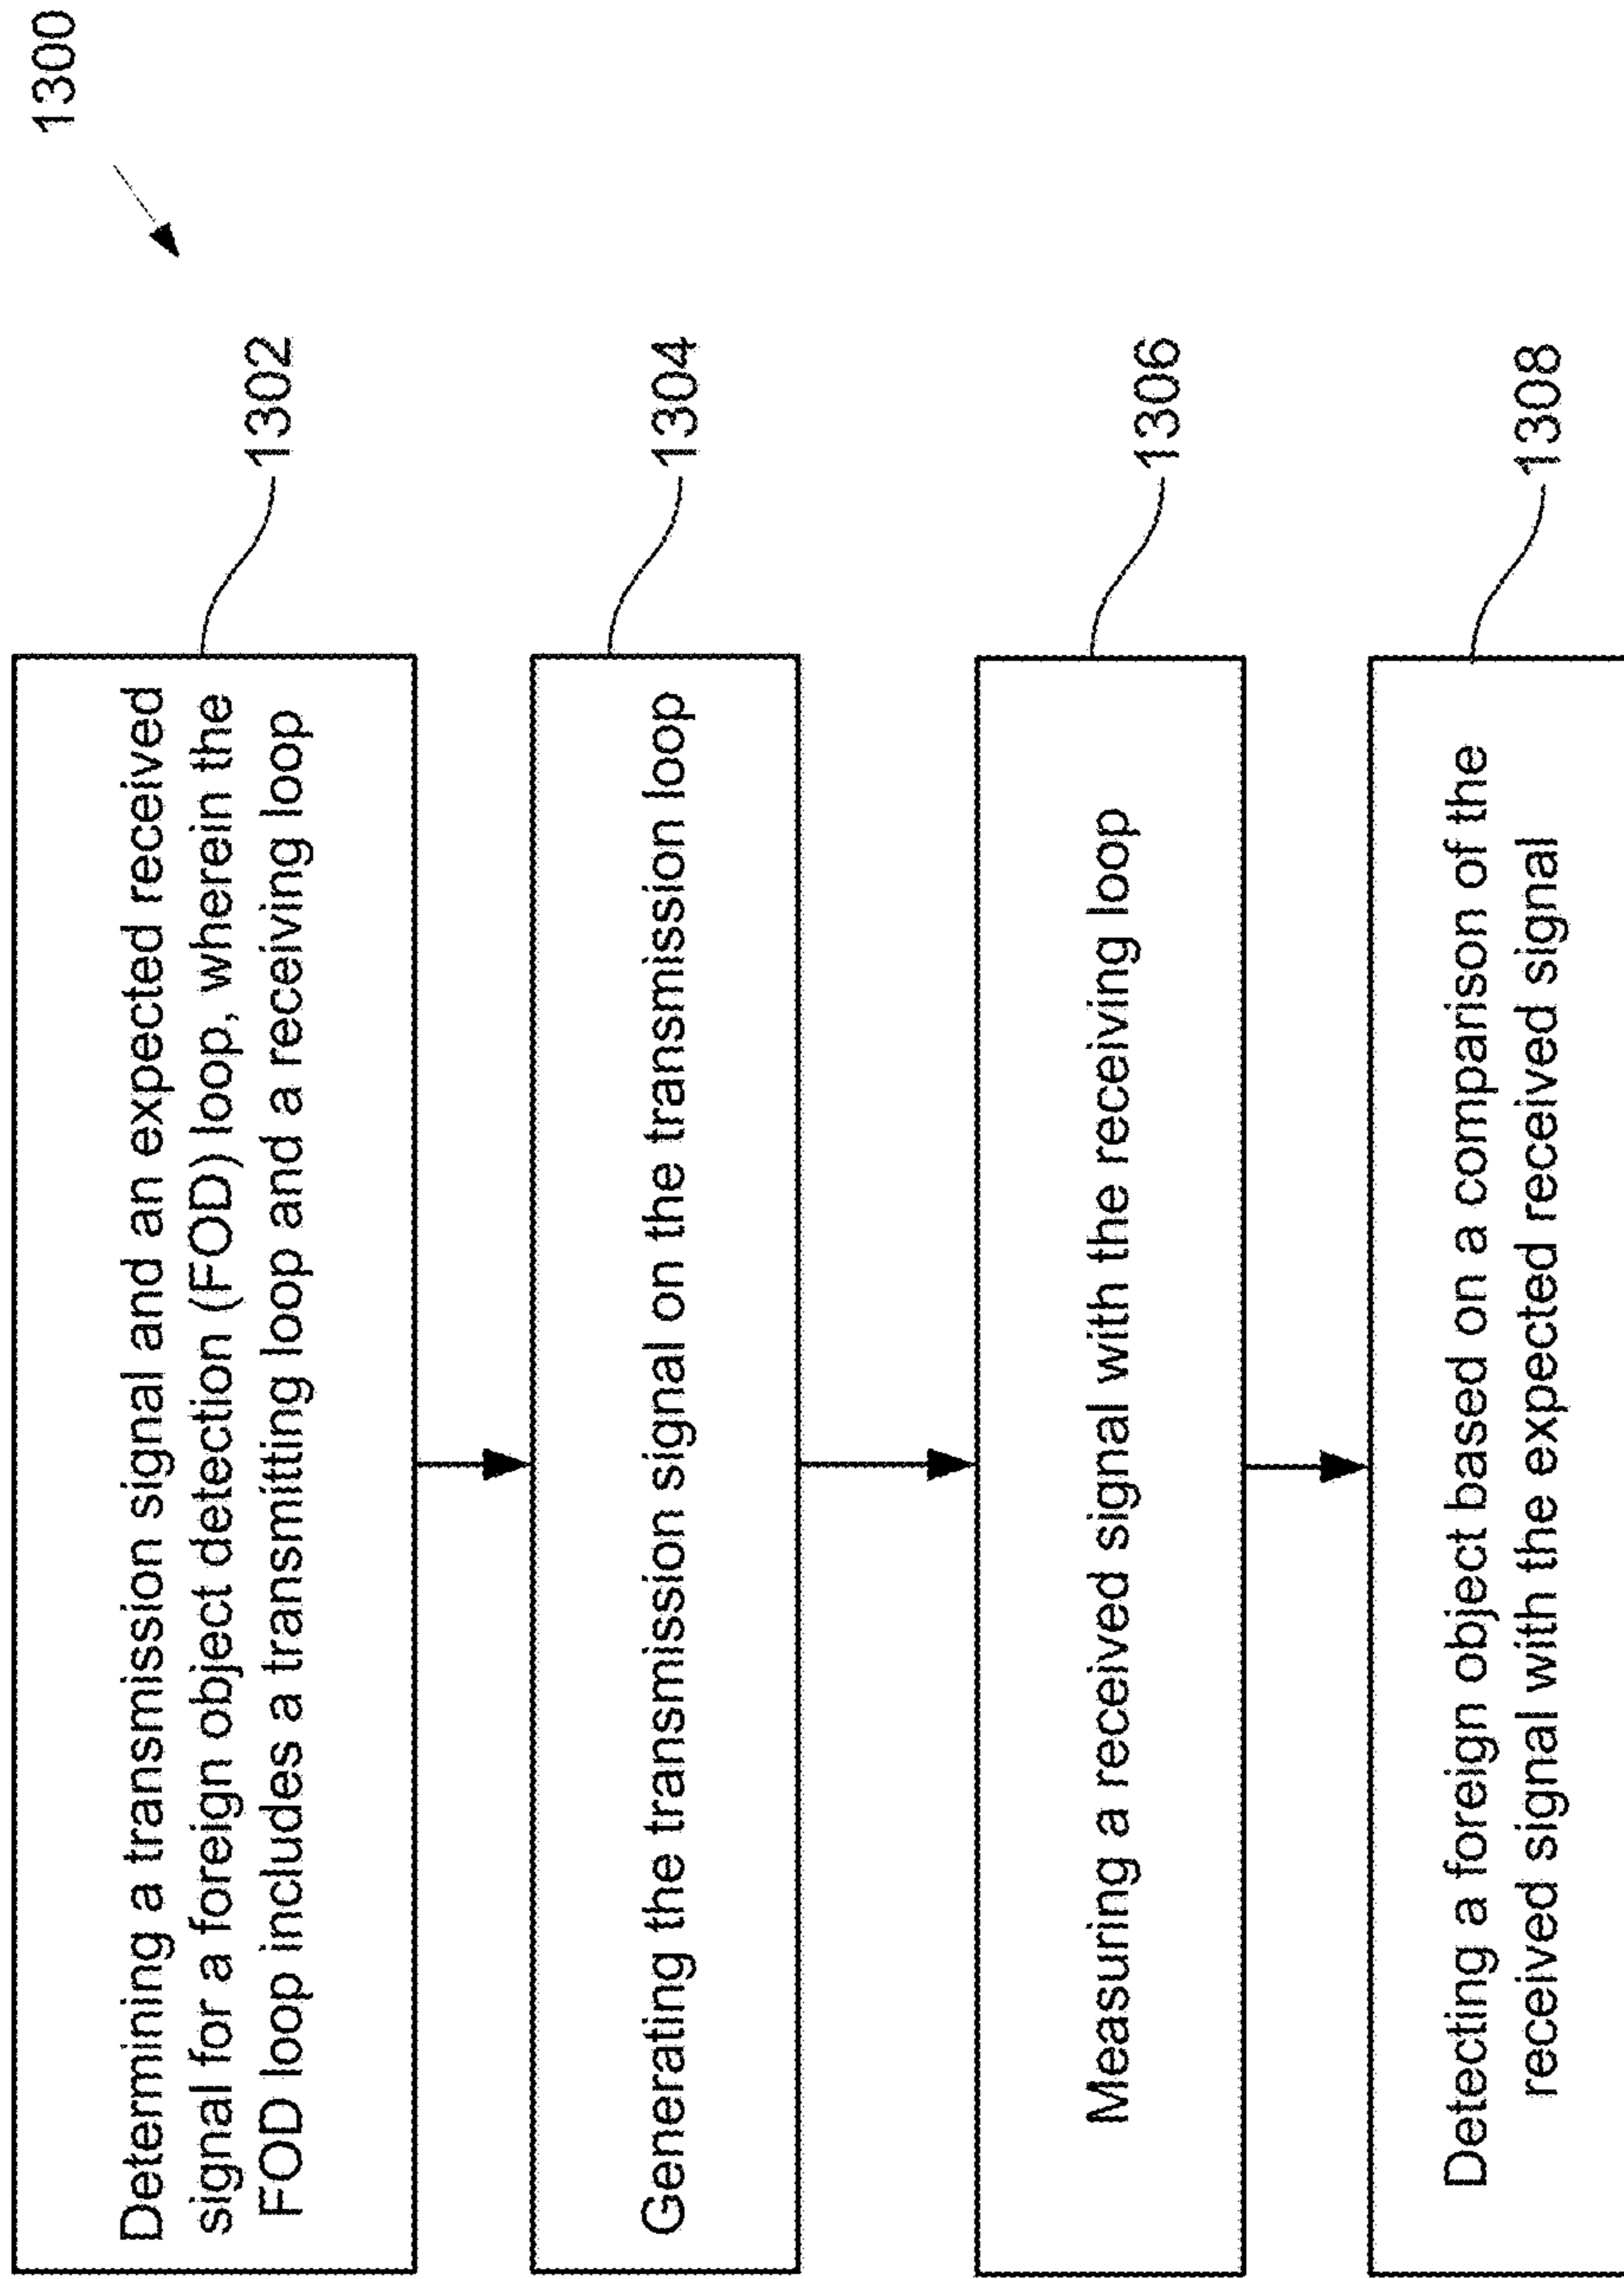 1300
Determining a transmission signal and an expected received
signal for a foreign object detection (FOD) loop, wherein the
FOD loop includes a transmitting loop and a receiving loop
1302
Generating the transmission signal on the transmission loop
1304
Measuring a received signal with the receiving loop
1306
Detecting a foreign object based on a comparison of the
received signal with the expected received signal
1308